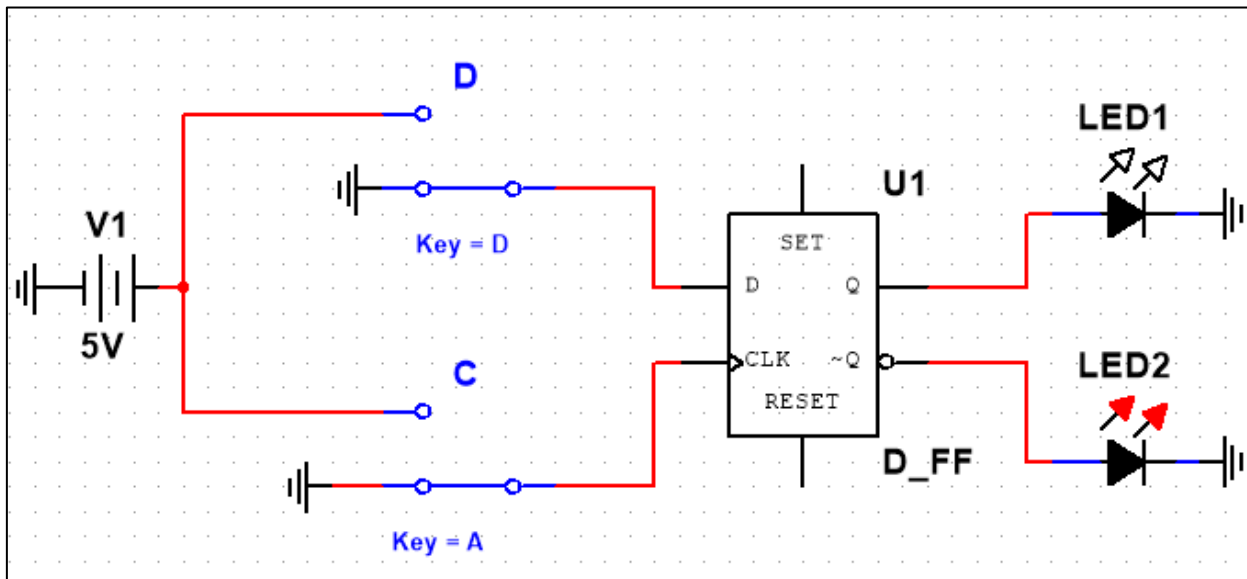 D
Key = D
V1
5V
C
Key = A
U1
SET
D Q
CLK ~Q
RESET
D_FF
LED1
LED2